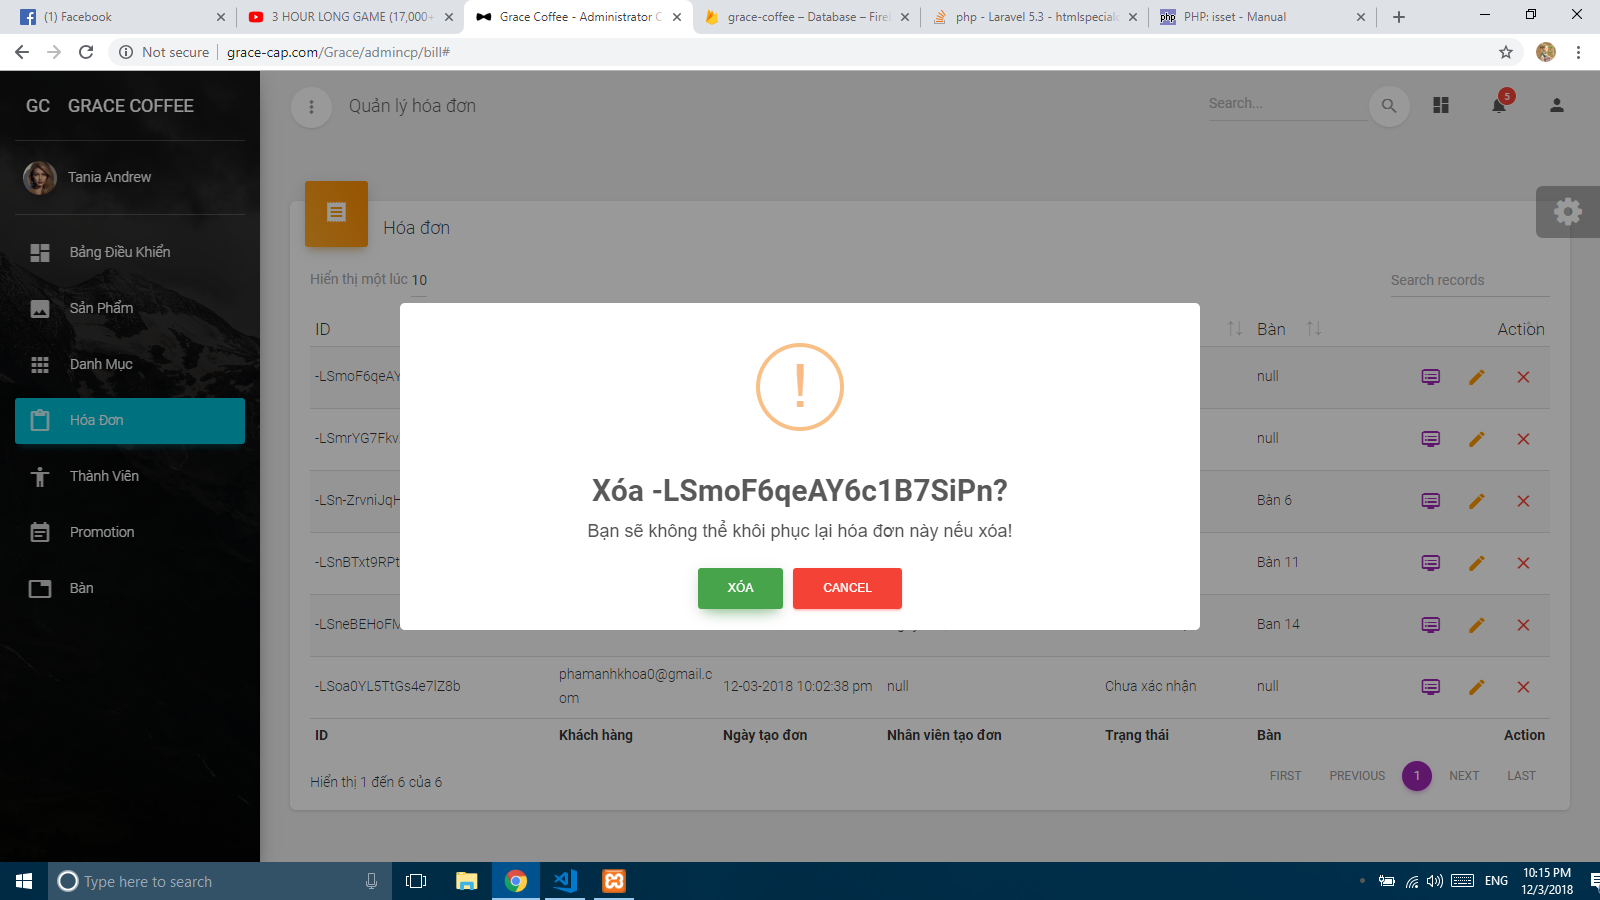 (1) Facebook
3 HOUR LONG GAME (17,000+
Grace Coffee - Administrator C
grace-coffee – Database – Fire
php - Laravel 5.3 - htmlspecialc
PHP: isset - Manual
Not secure
grace-cap.com/Grace/admincp/bill#
GC GRACE COFFEE
Quản lý hóa đơn
Search...
5
Tania Andrew
Bảng Điều Khiển
Sản Phẩm
Danh Mục
Hóa Đơn
Thành Viên
Promotion
Bàn
Hóa đơn
Hiển thị một lúc 10
Search records
ID Bàn Action
-LSmoF6qeAY null
-LSmrYG7Fkv null
-LSn-ZrvniJqH Bàn 6
-LSnBTxt9RPt Bàn 11
-LSneBEHoFM Ban 14
Xóa -LSmoF6qeAY6c1B7SiPn?
Bạn sẽ không thể khôi phục lại hóa đơn này nếu xóa!
XÓA CANCEL
-LSoa0YL5TtGs4e7lZ8b phamanhkhoa0@gmail.c 12-03-2018 10:02:38 pm null Chưa xác nhận null
om
ID Khách hàng Ngày tạo đơn Nhân viên tạo đơn Trạng thái Bàn Action
Hiển thị 1 đến 6 của 6
FIRST PREVIOUS 1 NEXT LAST
Type here to search
ENG
10:15 PM
12/3/2018